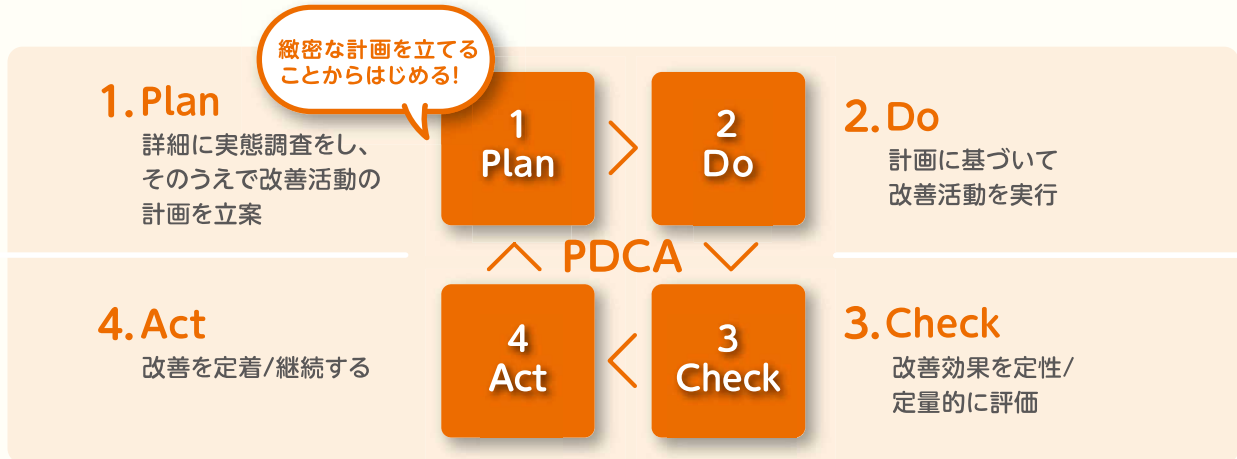 緻密な計画を立てる
ことからはじめる!
1. Plan
詳細に実態調査をし、
そのうえで改善活動の
計画を立案
1
Plan
2
Do
2. Do
計画に基づいて
改善活動を実行
PDCA
4. Act
改善を定着/継続する
4
Act
3
Check
3. Check
改善効果を定性/
定量的に評価